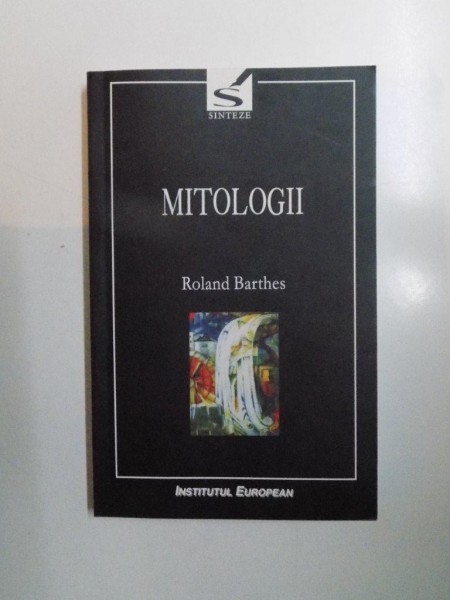 S
SINTEZE
MITOLOGII
Roland Barthes
INSTITUTUL EUROPEAN